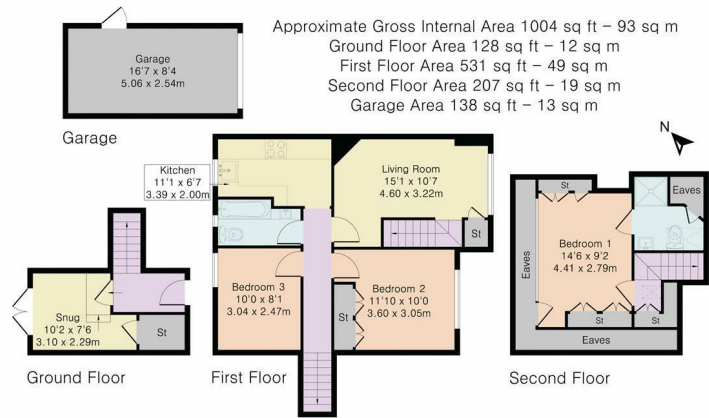 Approximate Gross Internal Area 1004 sq ft – 93 sq m
Ground Floor Area 128 sq ft – 12 sq m
First Floor Area 531 sq ft – 49 sq m
Second Floor Area 207 sq ft – 19 sq m
Garage Area 138 sq ft – 13 sq m
Garage
16'7 x 8'4
5.06 x 2.54m
Garage
N
Kitchen
11'1 x 6'7
3.39 x 2.00m
Living Room
15'1 x 10'7
4.60 x 3.22m
St
Bedroom 3
10'0 x 8'1
3.04 x 2.47m
St
Bedroom 2
11'10 x 10'0
3.60 x 3.05m
First Floor
Snug
10'2 x 7'6
3.10 x 2.29m
St
Ground Floor
St
Eaves
Eaves
Bedroom 1
14'6 x 9'2
4.41 x 2.79m
St
St
Eaves
Second Floor